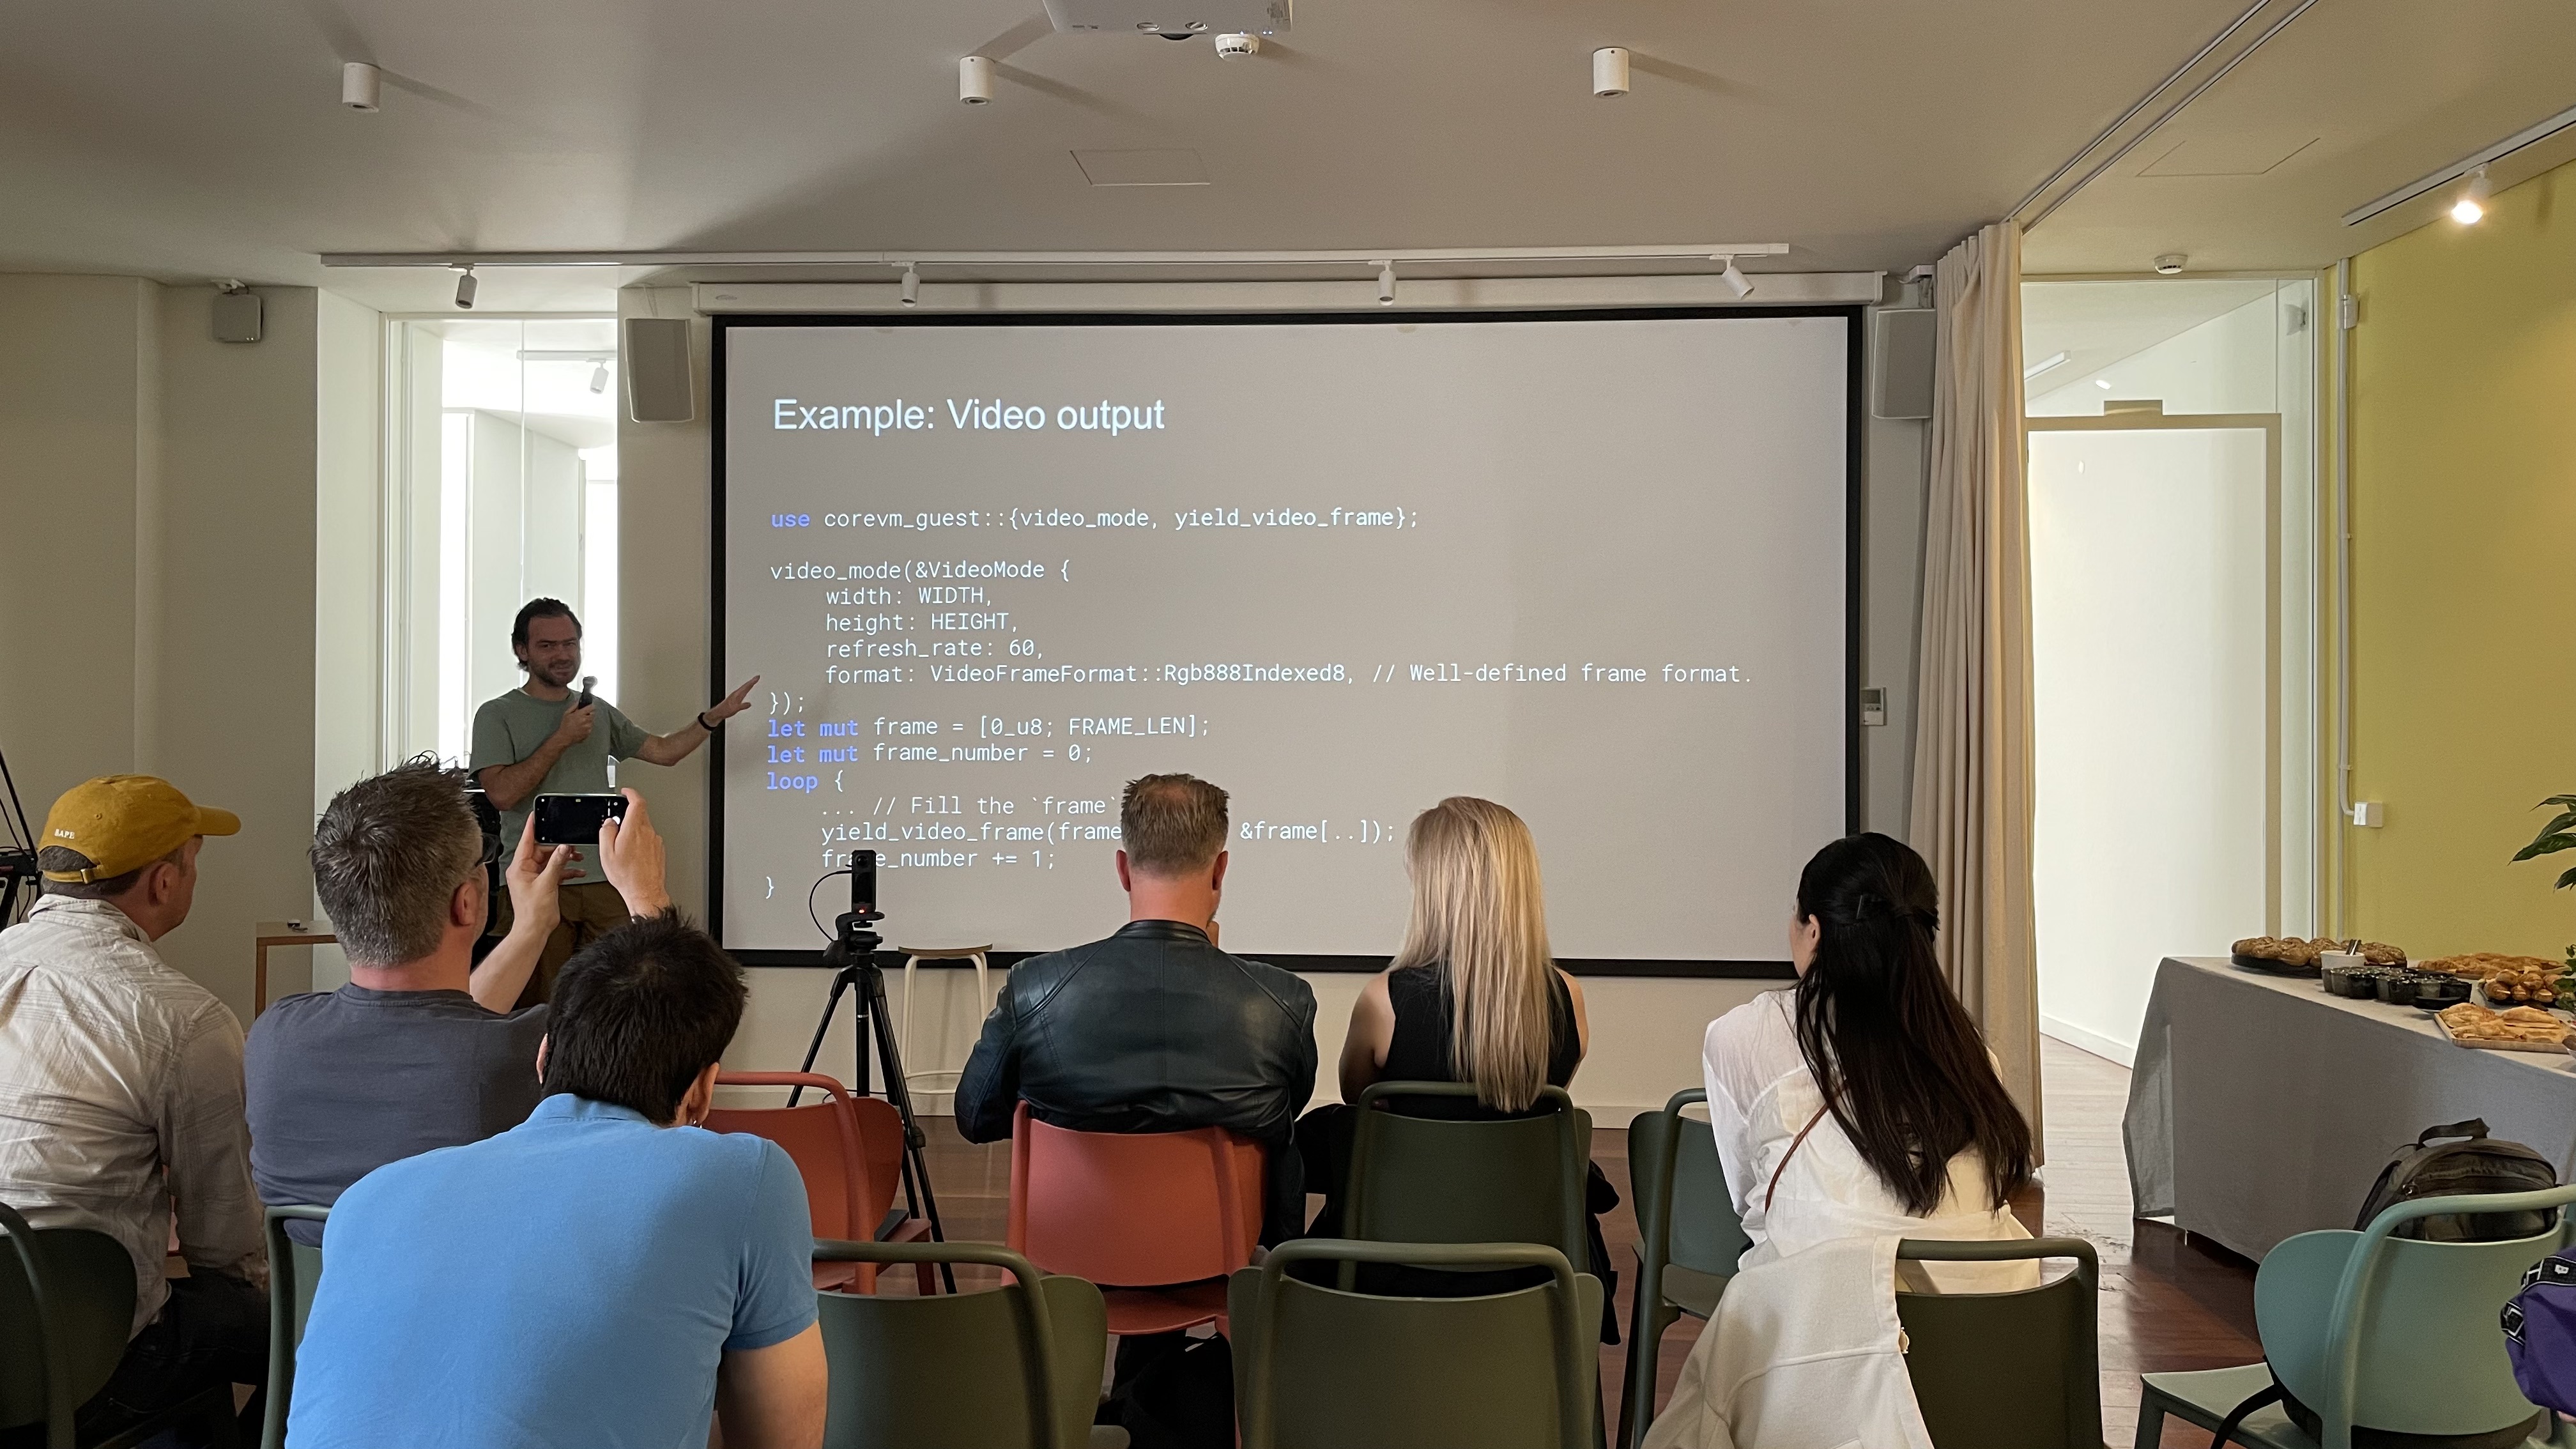 Example: Video output
use corevm_guest::{video_mode, yield_video_frame};
video_mode(&VideoMode {
width: WIDTH,
height: HEIGHT,
refresh_rate: 60,
format: VideoFrameFormat::Rgb888Indexed8, // Well-defined frame format.
});
let mut frame = [0_u8; FRAME_LEN];
let mut frame_number = 0;
loop {
... // Fill the `frame`
yield_video_frame(frame &frame[..]);
frame_number += 1;
}
BAPE